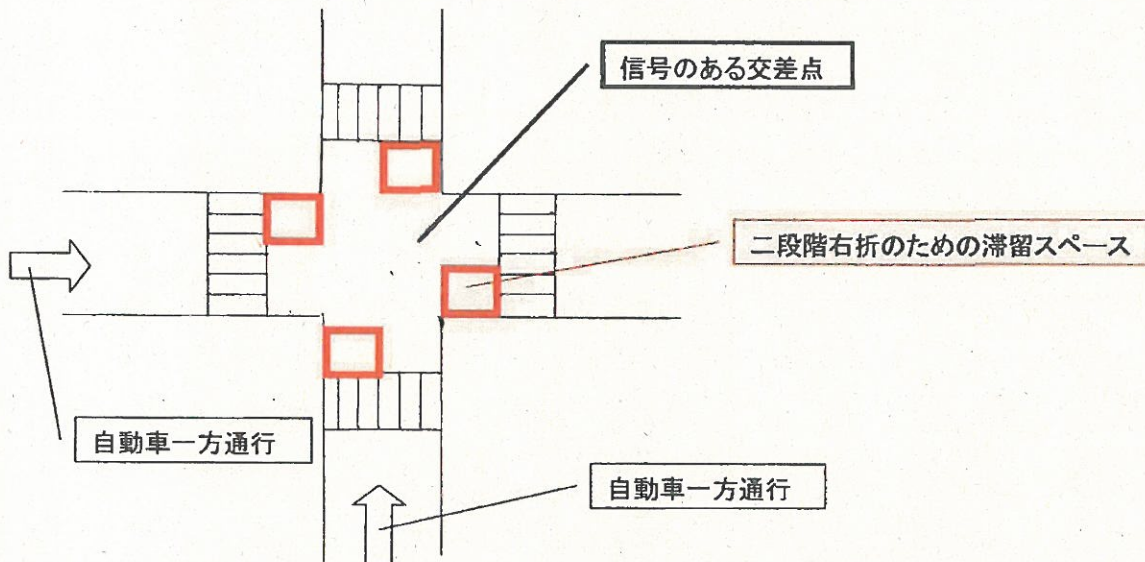 信号のある交差点
二段階右折のための滞留スペース
自動車一方通行
自動車一方通行